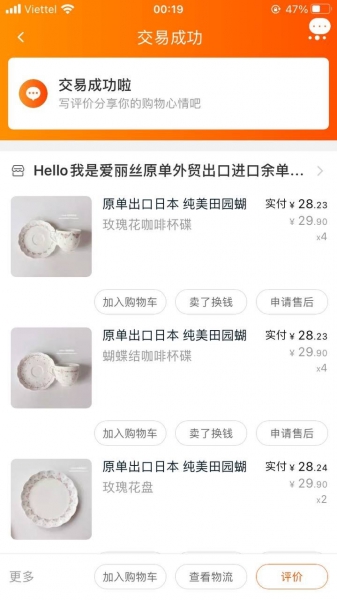 Viettel 00:19 47%
交易成功
交易成功啦
写评价分享你的购物心情吧
Hello我是爱丽丝原单外贸出口进口余单...
原单出口日本 纯美田园蝴 实付 ¥ 28.23
玫瑰花咖啡杯碟 ¥ 29.90
x4
加入购物车 卖了换钱 申请售后
原单出口日本 纯美田园蝴 实付 ¥ 28.23
蝴蝶结咖啡杯碟 ¥ 29.90
x4
加入购物车 卖了换钱 申请售后
原单出口日本 纯美田园蝴 实付 ¥ 28.24
玫瑰花盘 ¥ 29.90
x2
更多 加入购物车 查看物流 评价